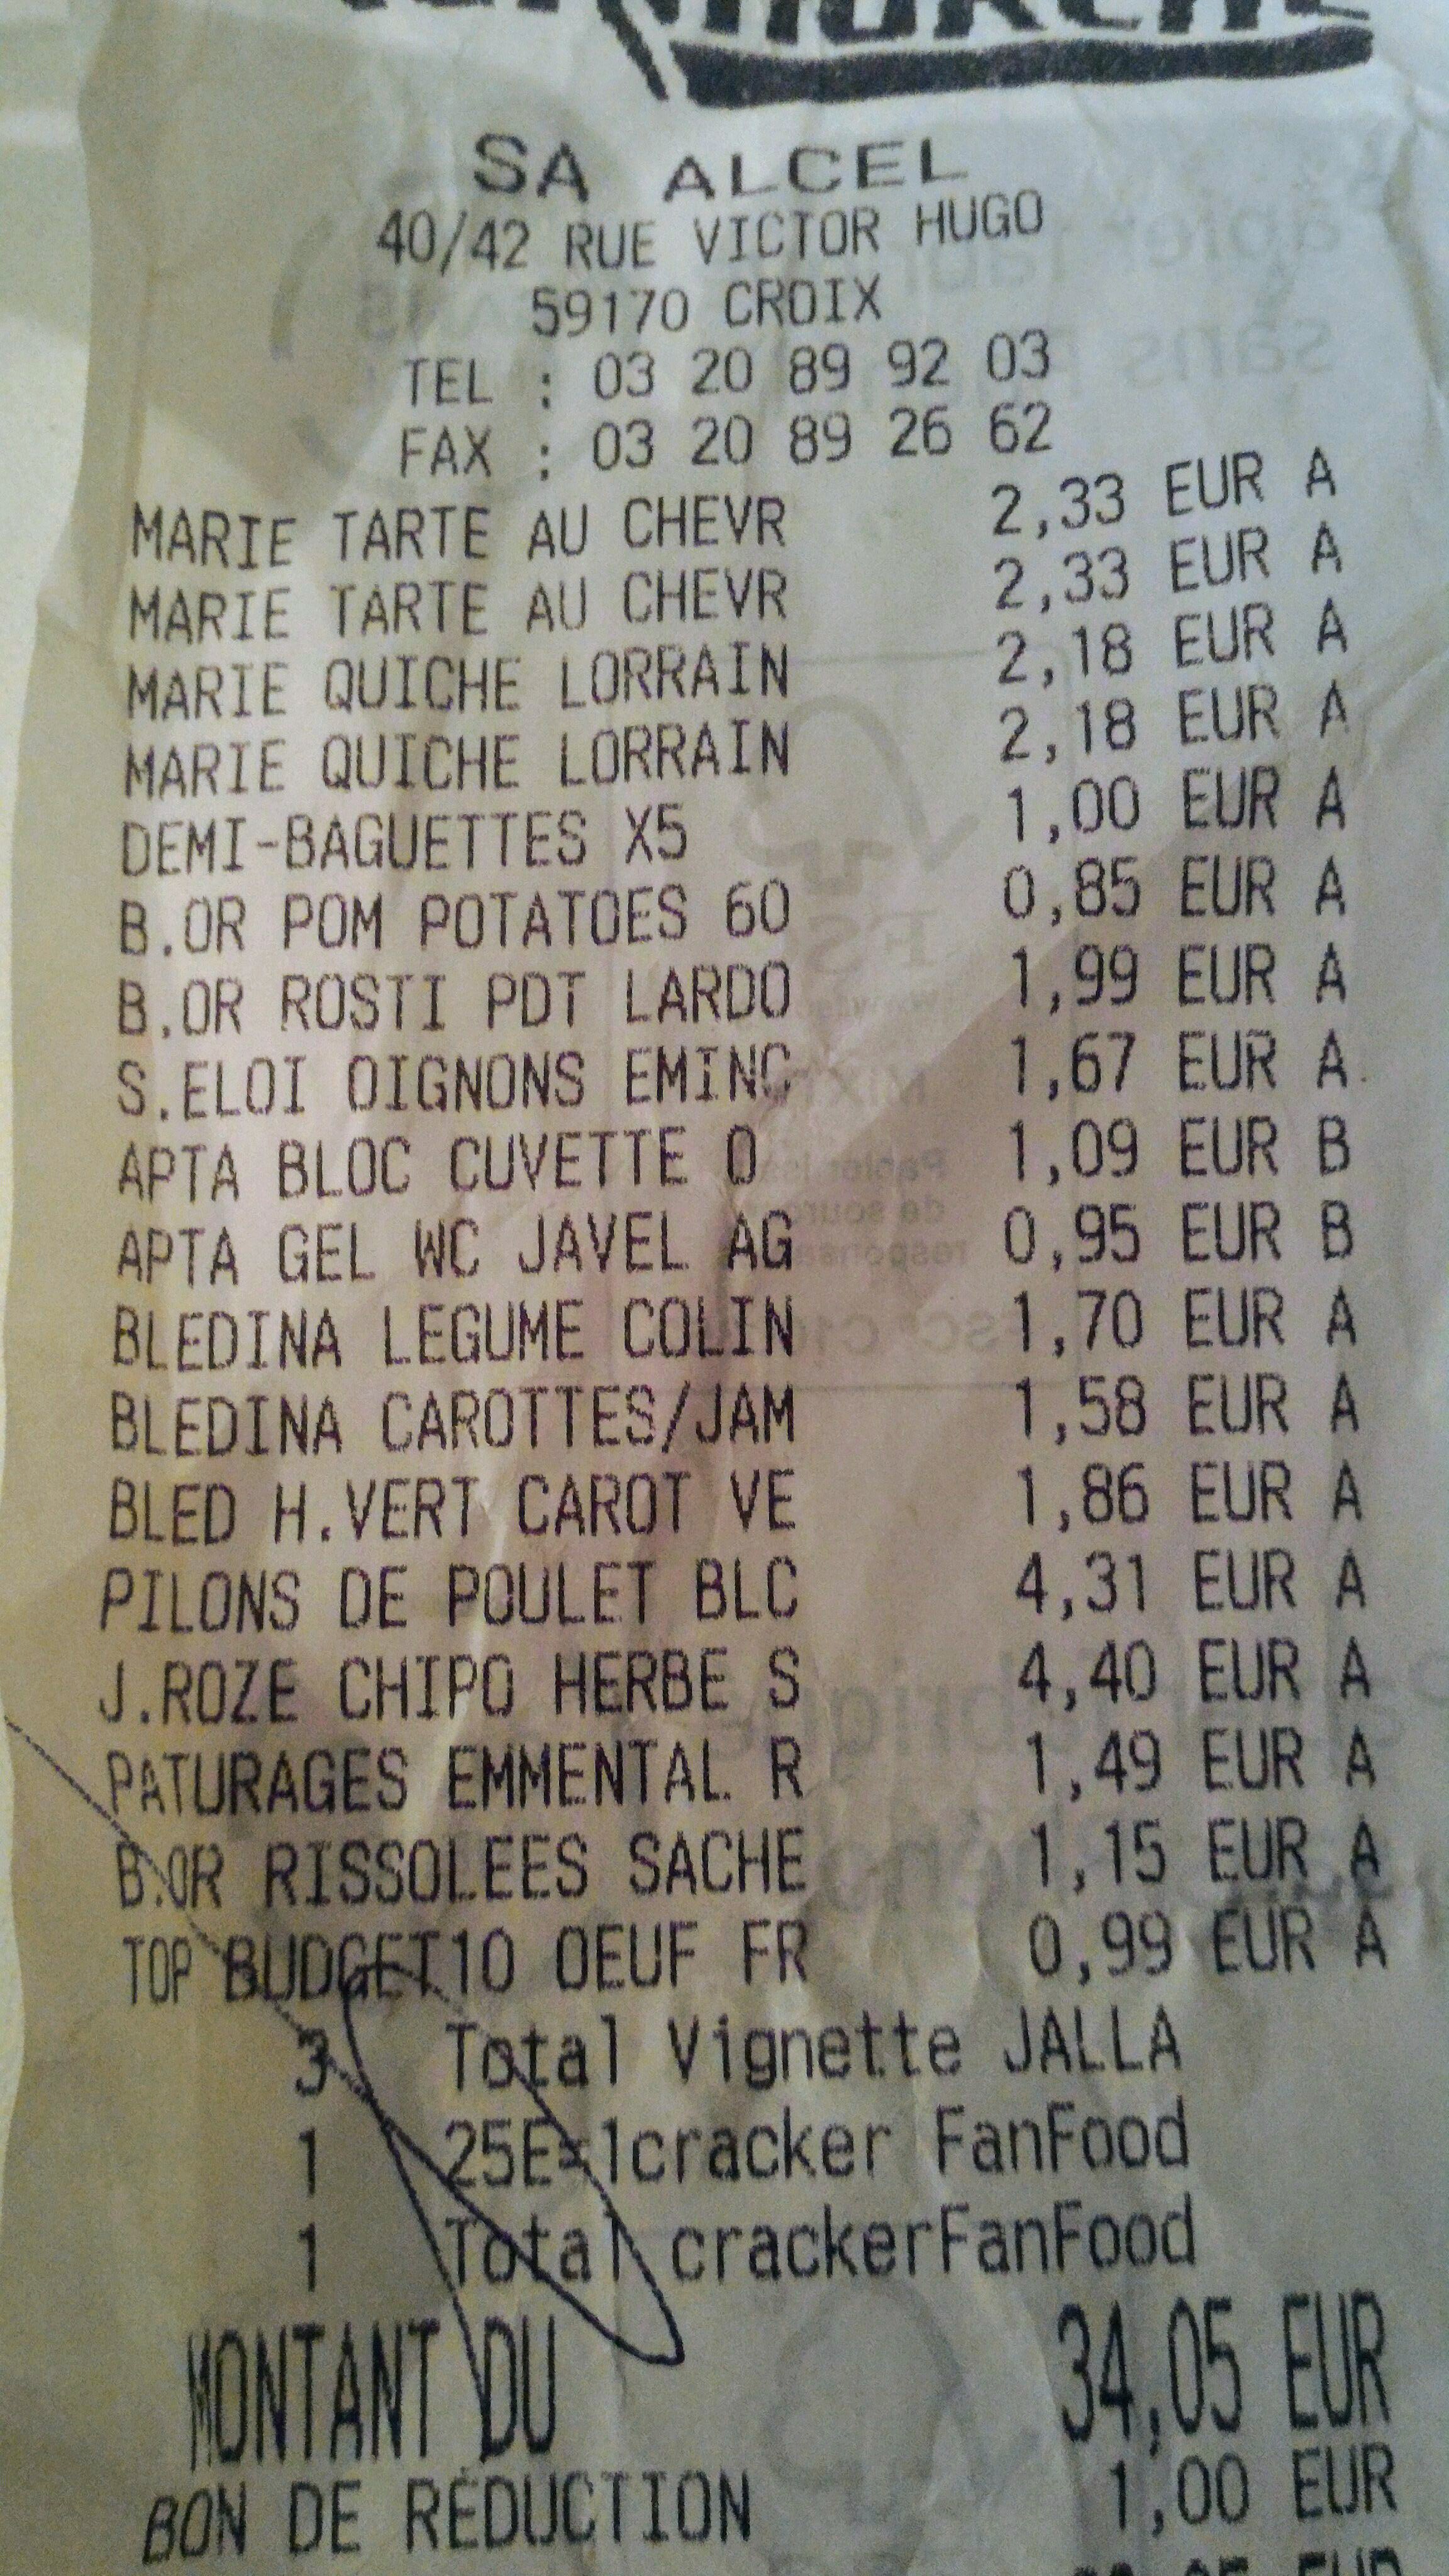 SA ALCEL
40/42 RUE VICTOR HUGO
59170 CROIX
TEL : 03 20 89 92 03
FAX : 03 20 89 26 62
MARIE TARTE AU CHEVR 2,33 EUR A
MARIE TARTE AU CHEVR 2,33 EUR A
MARIE QUICHE LORRAIN 2,18 EUR A
MARIE QUICHE LORRAIN 2,18 EUR A
DEMI-BAGUETTES X5 1,00 EUR A
B.OR POM POTATOES 60 0,85 EUR A
B.OR ROSTI PDT LARDO 1,99 EUR A
S.ELOI OIGNONS EMINC 1,67 EUR A
APTA BLOC CUVETTE O 1,09 EUR B
APTA GEL WC JAVEL AG 0,95 EUR B
BLEDINA LEGUME COLIN 1,70 EUR A
BLEDINA CAROTTES/JAM 1,58 EUR A
BLED H.VERT CAROT VE 1,86 EUR A
PILONS DE POULET BLC 4,31 EUR A
J.ROZE CHIPO HERBE S 4,40 EUR A
PATURAGES EMMENTAL R 1,49 EUR A
B.OR RISSOLEES SACHE 1,15 EUR A
TOP BUDGET10 OEUF FR 0,99 EUR A
3 Total Vignette JALLA
1 25E=1cracker FanFood
1 Total crackerFanFood
MONTANT DU 34,05 EUR
BON DE RÉDUCTION 1,00 EUR